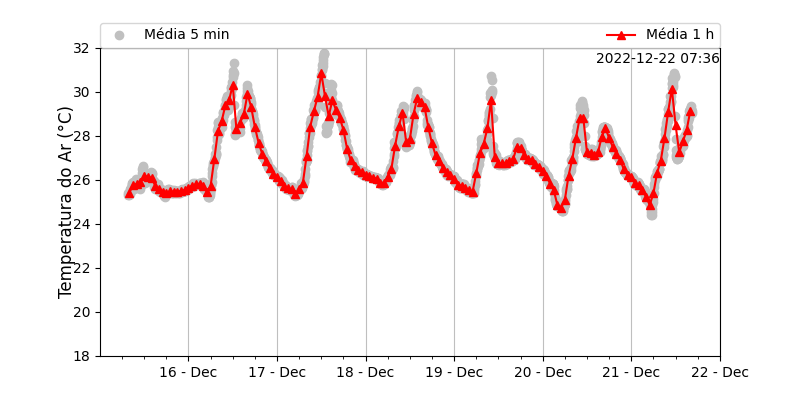 Média 5 min
Média 1 h
2022-12-22 07:36
Temperatura do Ar (°C)
32
30
28
26
24
22
20
18
16 - Dec
17 - Dec
18 - Dec
19 - Dec
20 - Dec
21 - Dec
22 - Dec